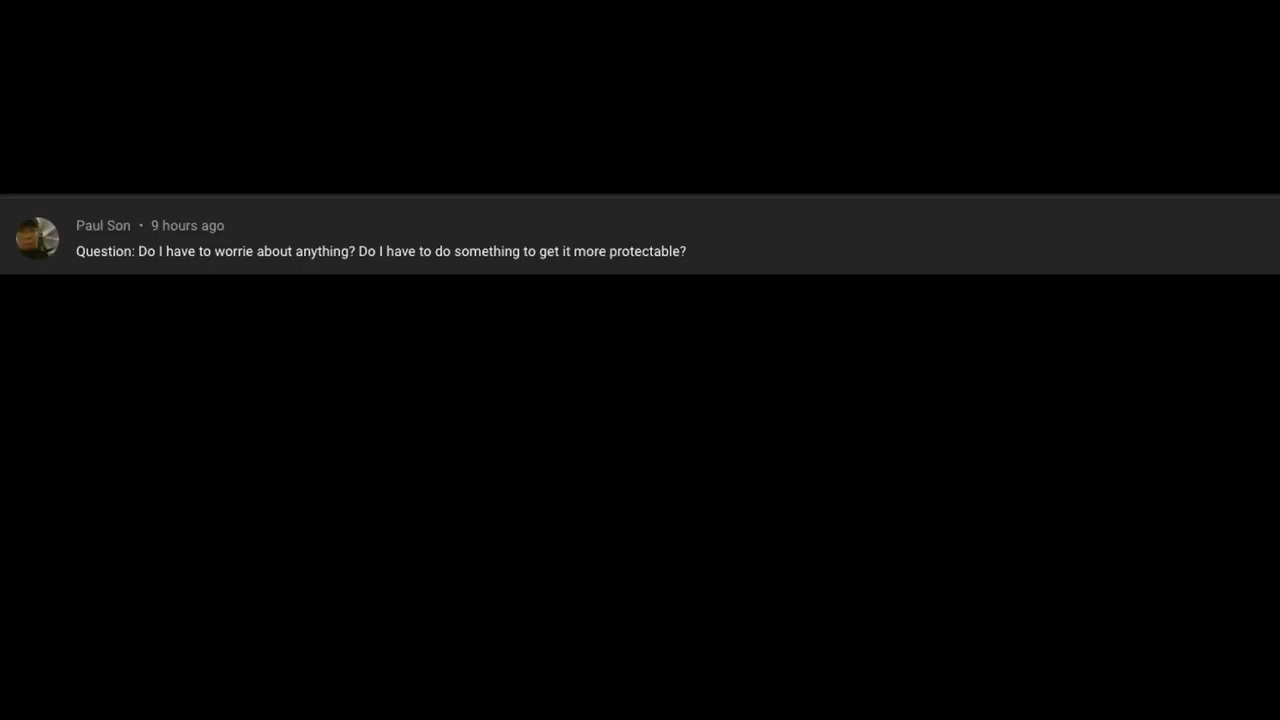 Paul Son • 9 hours ago
Question: Do I have to worrie about anything? Do I have to do something to get it more protectable?